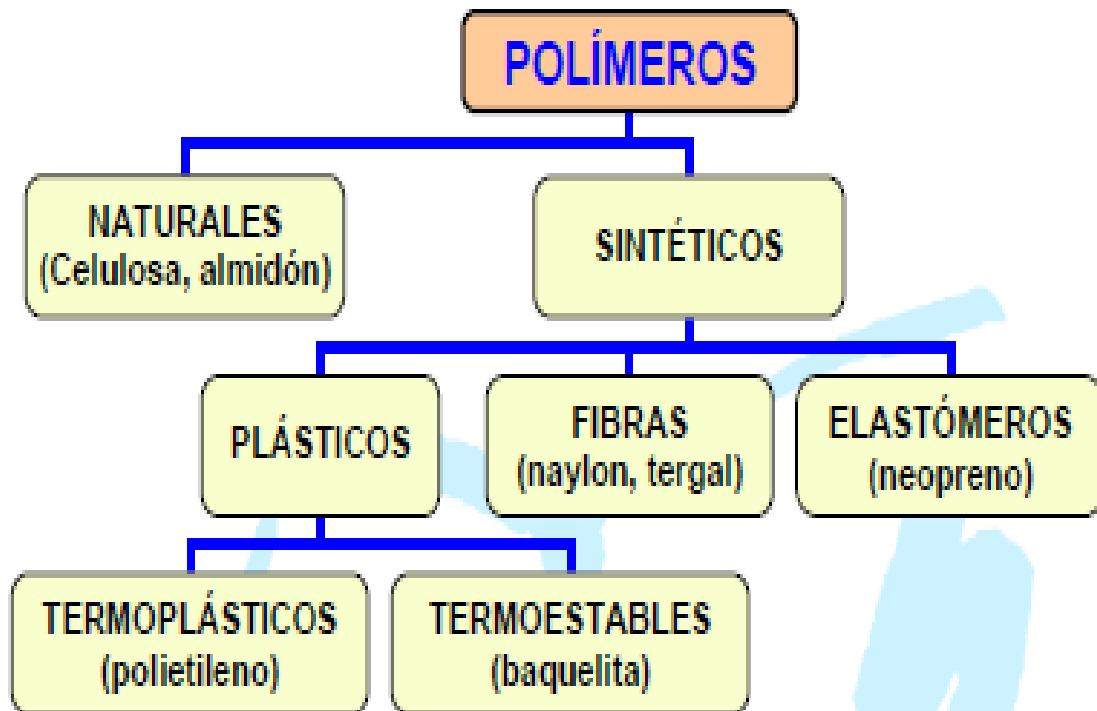 POLÍMEROS
NATURALES
(Celulosa, almidón)
SINTÉTICOS
PLÁSTICOS
FIBRAS
(naylon, tergal)
ELASTÓMEROS
(neopreno)
TERMOPLÁSTICOS
(polietileno)
TERMOESTABLES
(baquelita)